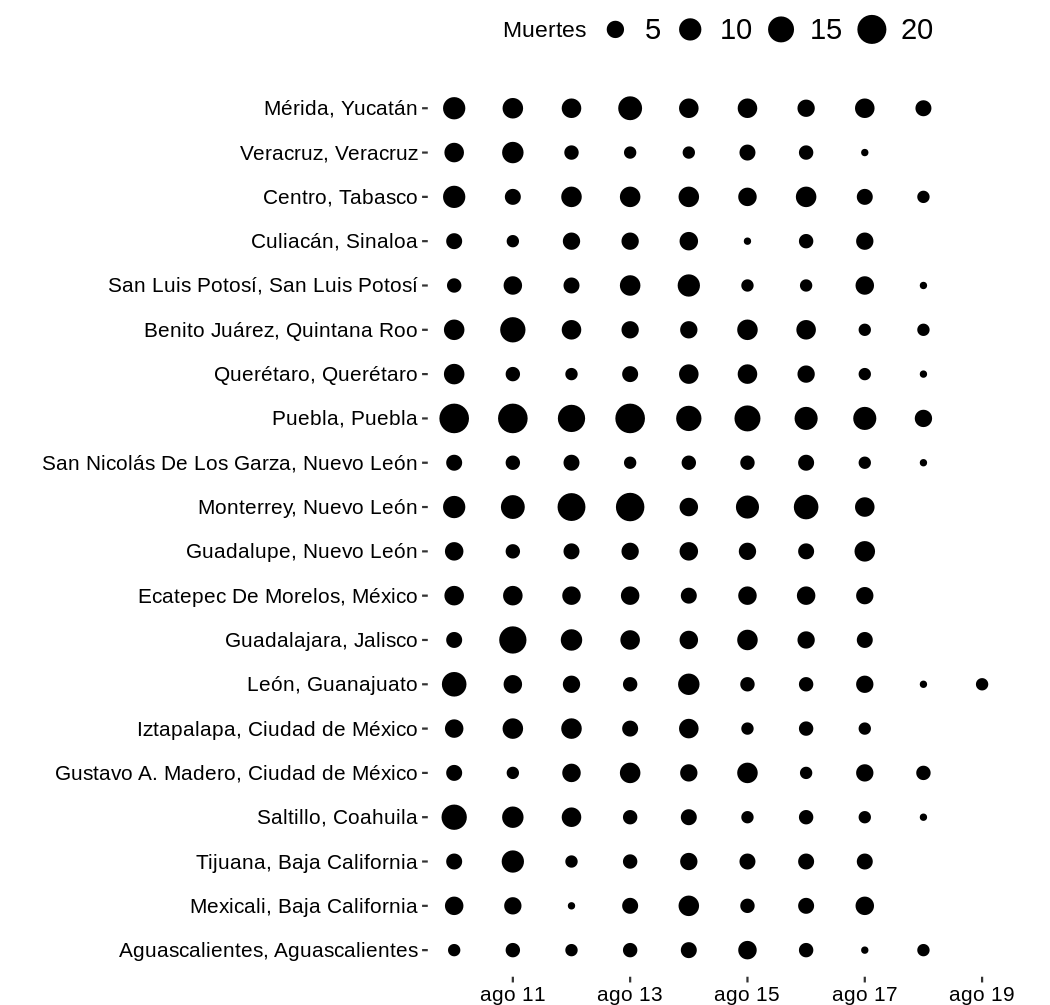 Muertes 5 10 15 20
Mérida, Yucatán
Veracruz, Veracruz
Centro, Tabasco
Culiacán, Sinaloa
San Luis Potosí, San Luis Potosí
Benito Juárez, Quintana Roo
Querétaro, Querétaro
Puebla, Puebla
San Nicolás De Los Garza, Nuevo León
Monterrey, Nuevo León
Guadalupe, Nuevo León
Ecatepec De Morelos, México
Guadalajara, Jalisco
León, Guanajuato
Iztapalapa, Ciudad de México
Gustavo A. Madero, Ciudad de México
Saltillo, Coahuila
Tijuana, Baja California
Mexicali, Baja California
Aguascalientes, Aguascalientes
ago 11 ago 13 ago 15 ago 17 ago 19